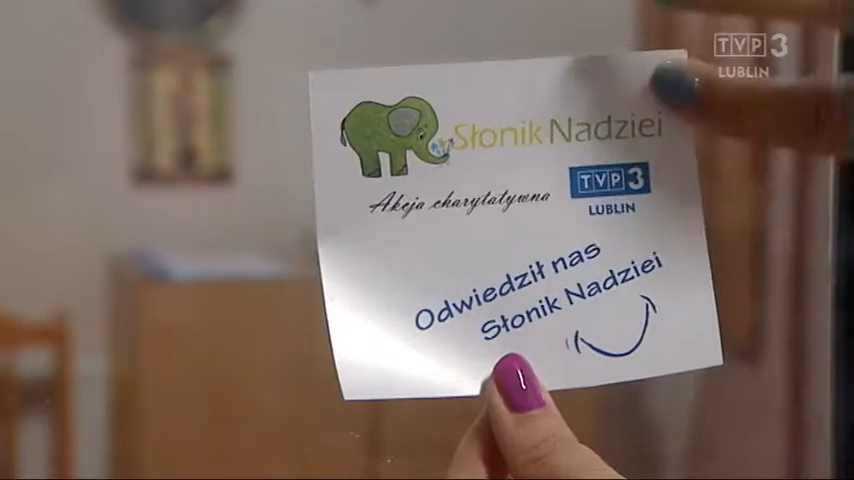 TVP3
LUBLIN
Słonik Nadziei
TVP3
LUBLIN
Akcja charytatywna
Odwiedził nas
Słonik Nadziei